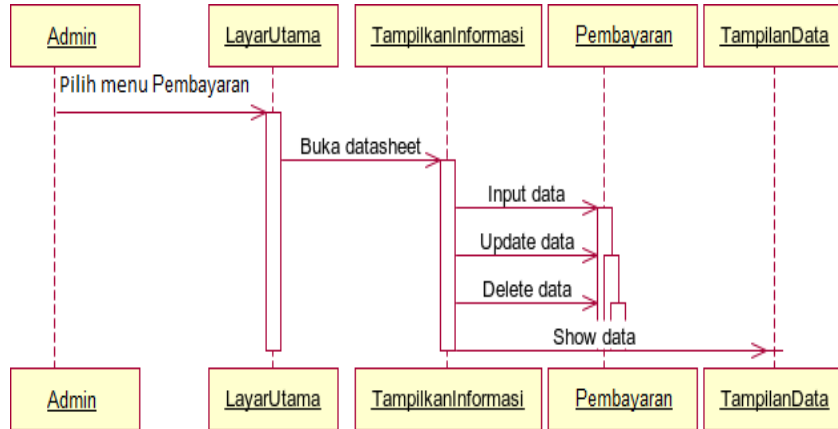 Admin
LayarUtama
TampilkanInformasi
Pembayaran
TampilanData
Pilih menu Pembayaran
Buka datasheet
Input data
Update data
Delete data
Show data
Admin
LayarUtama
TampilkanInformasi
Pembayaran
TampilanData